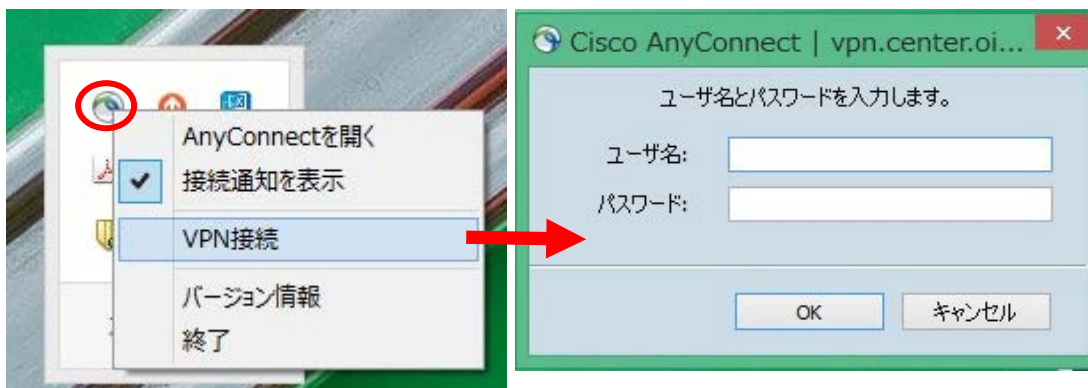 AnyConnectを開く
接続通知を表示
VPN接続
バージョン情報
終了
Cisco AnyConnect | vpn.center.oi...
ユーザ名とパスワードを入力します。
ユーザ名:
パスワード:
OK
キャンセル